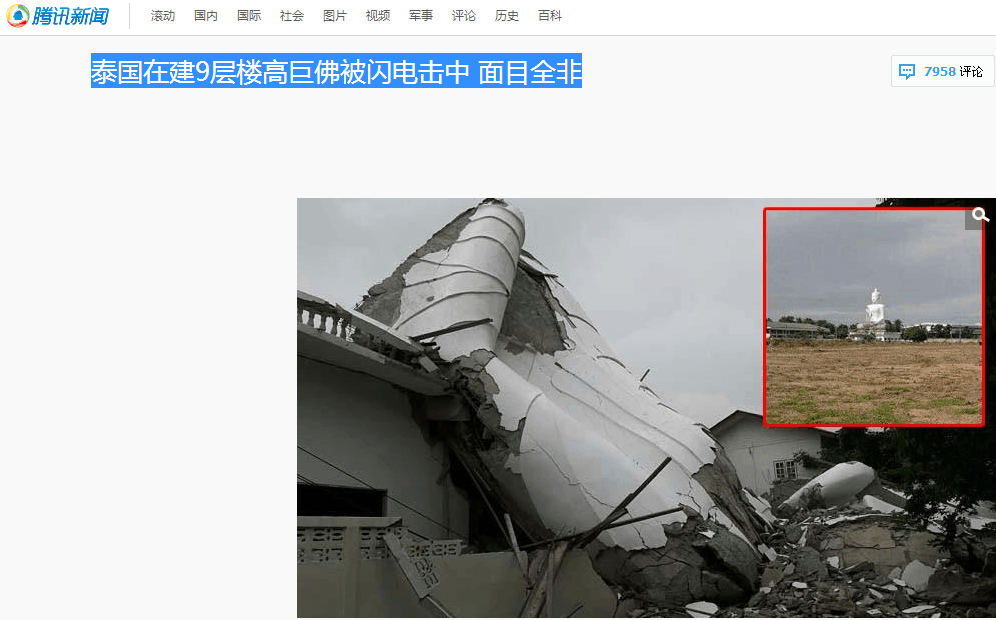 腾讯新闻
滚动 国内 国际 社会 图片 视频 军事 评论 历史 百科
泰国在建9层楼高巨佛被闪电击中 面目全非
7958 评论